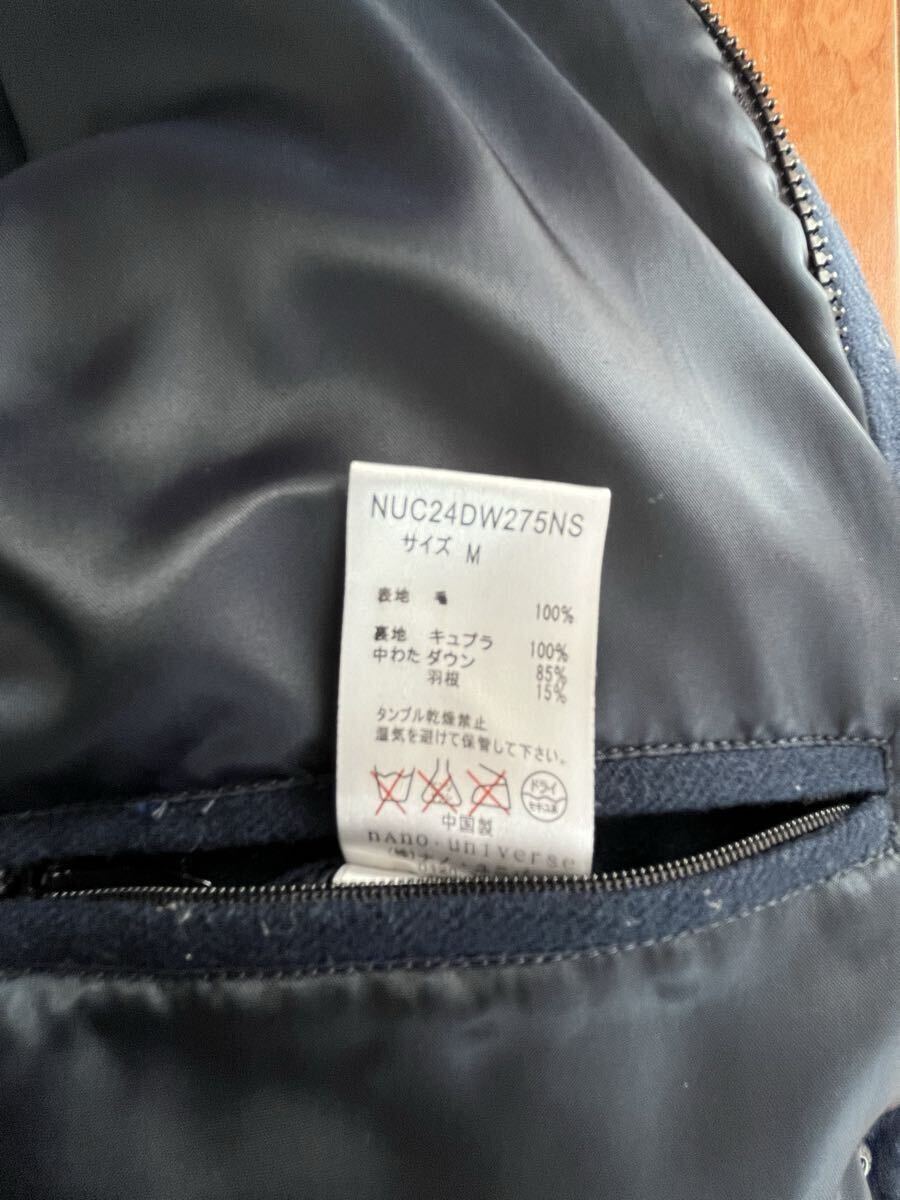 NUC24DW275NS
サイズ M
表地 毛 100%
裏地 キュプラ 100%
中わた ダウン 85%
羽根 15%
タンブル乾燥禁止
湿気を避けて保管して下さい。
ドライ
セキユ系
中国製
nano・universe